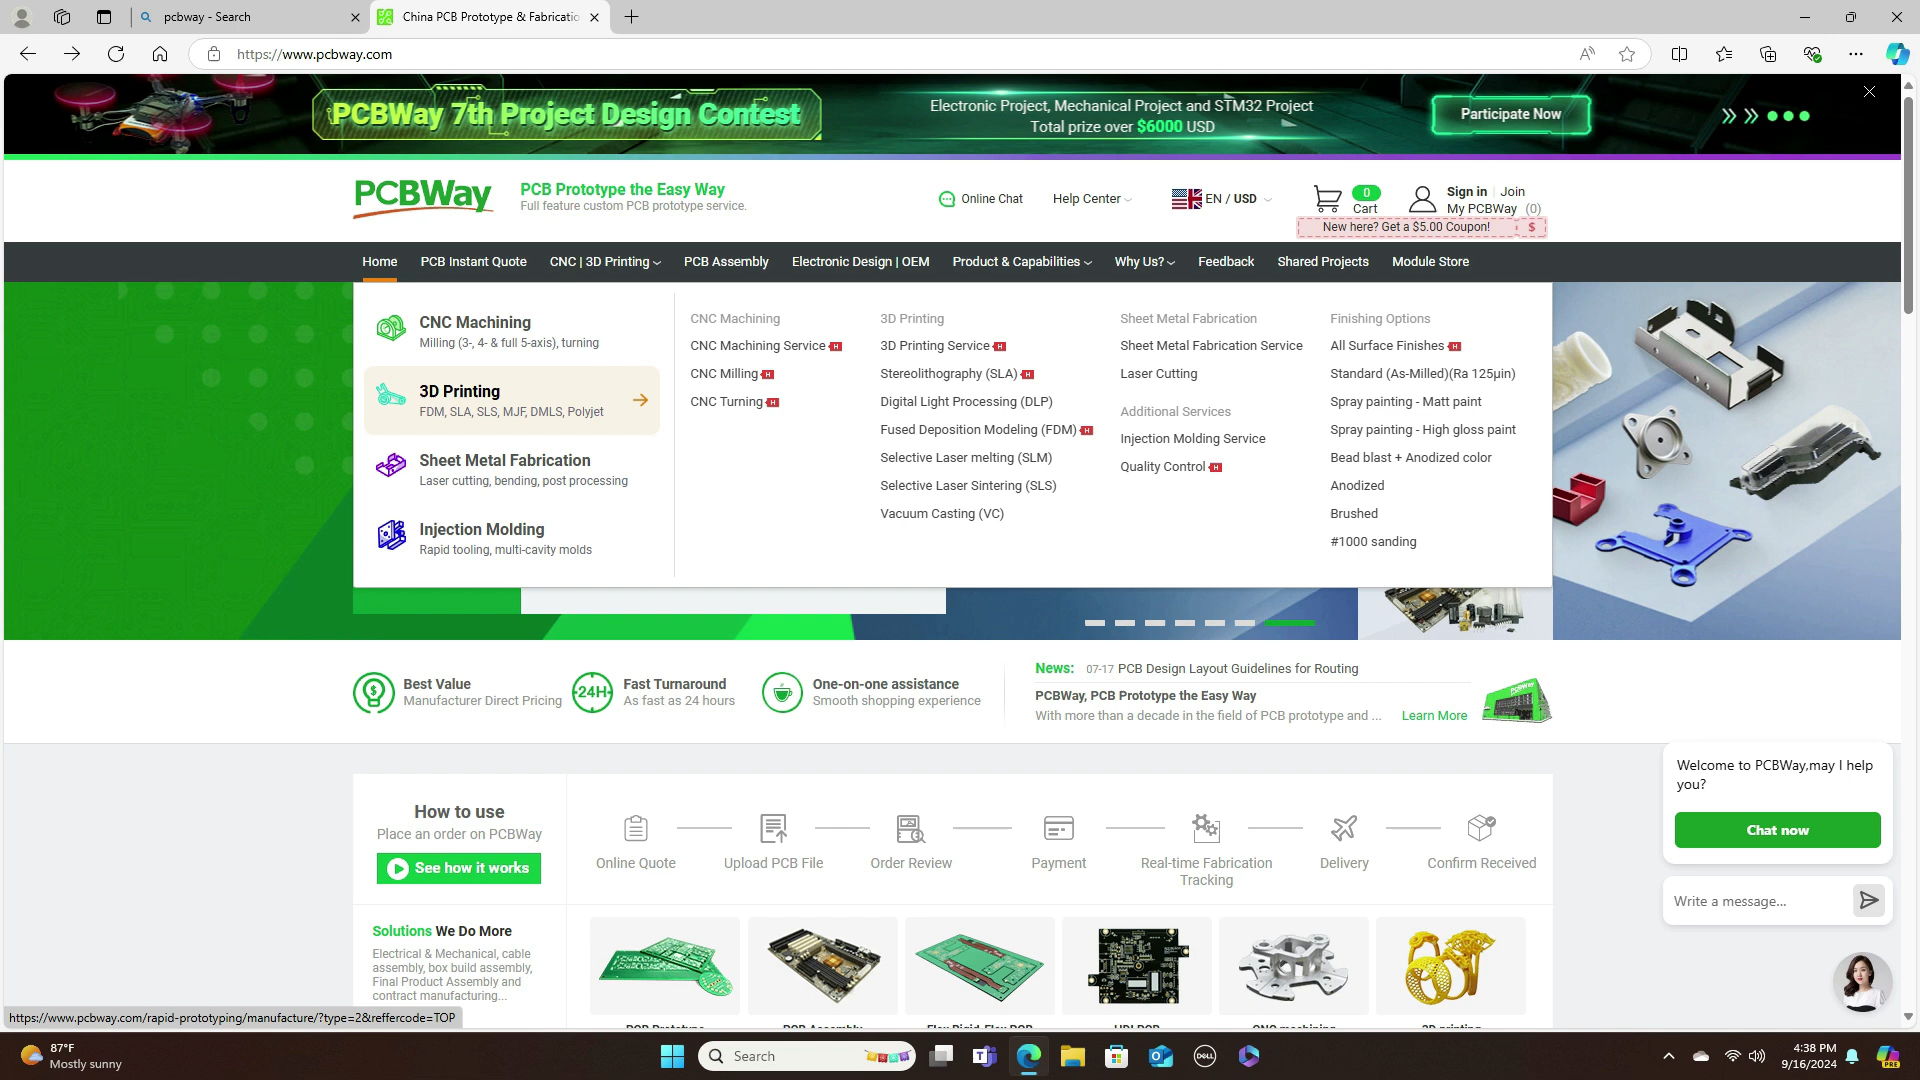 pcbway - Search
China PCB Prototype & Fabricatio
https://www.pcbway.com
PCBWay 7th Project Design Contest
Electronic Project, Mechanical Project and STM32 Project
Total prize over $6000 USD
Participate Now
PCBWay
PCB Prototype the Easy Way
Full feature custom PCB prototype service.
Online Chat
Help Center
EN / USD
0
Cart
Sign in
Join
My PCBWay (0)
New here? Get a $5.00 Coupon!
$
Home
PCB Instant Quote
CNC | 3D Printing
PCB Assembly
Electronic Design | OEM
Product & Capabilities
Why Us?
Feedback
Shared Projects
Module Store
CNC Machining
Milling (3-, 4- & full 5-axis), turning
3D Printing
FDM, SLA, SLS, MJF, DMLS, Polyjet
Sheet Metal Fabrication
Laser cutting, bending, post processing
Injection Molding
Rapid tooling, multi-cavity molds
CNC Machining
CNC Machining Service H
CNC Milling H
CNC Turning H
3D Printing
3D Printing Service H
Stereolithography (SLA) H
Digital Light Processing (DLP)
Fused Deposition Modeling (FDM) H
Selective Laser melting (SLM)
Selective Laser Sintering (SLS)
Vacuum Casting (VC)
Sheet Metal Fabrication
Sheet Metal Fabrication Service
Laser Cutting
Additional Services
Injection Molding Service
Quality Control H
Finishing Options
All Surface Finishes H
Standard (As-Milled)(Ra 125µin)
Spray painting - Matt paint
Spray painting - High gloss paint
Bead blast + Anodized color
Anodized
Brushed
#1000 sanding
Best Value
Manufacturer Direct Pricing
24H
Fast Turnaround
As fast as 24 hours
One-on-one assistance
Smooth shopping experience
News: 07-17 PCB Design Layout Guidelines for Routing
PCBWay, PCB Prototype the Easy Way
With more than a decade in the field of PCB prototype and ... Learn More
Welcome to PCBWay,may I help
you?
Chat now
Write a message...
How to use
Place an order on PCBWay
See how it works
Online Quote
Upload PCB File
Order Review
Payment
Real-time Fabrication
Tracking
Delivery
Confirm Received
Solutions We Do More
Electrical & Mechanical, cable
assembly, box build assembly,
Final Product Assembly and
contract manufacturing...
PCB Prototype
PCB Assembly
Flex Rigid-Flex PCB
HDI PCB
CNC machining
3D printing
https://www.pcbway.com/rapid-prototyping/manufacture/?type=2&reffercode=TOP
87°F
Mostly sunny
Search
DELL
4:38 PM
9/16/2024
PRE